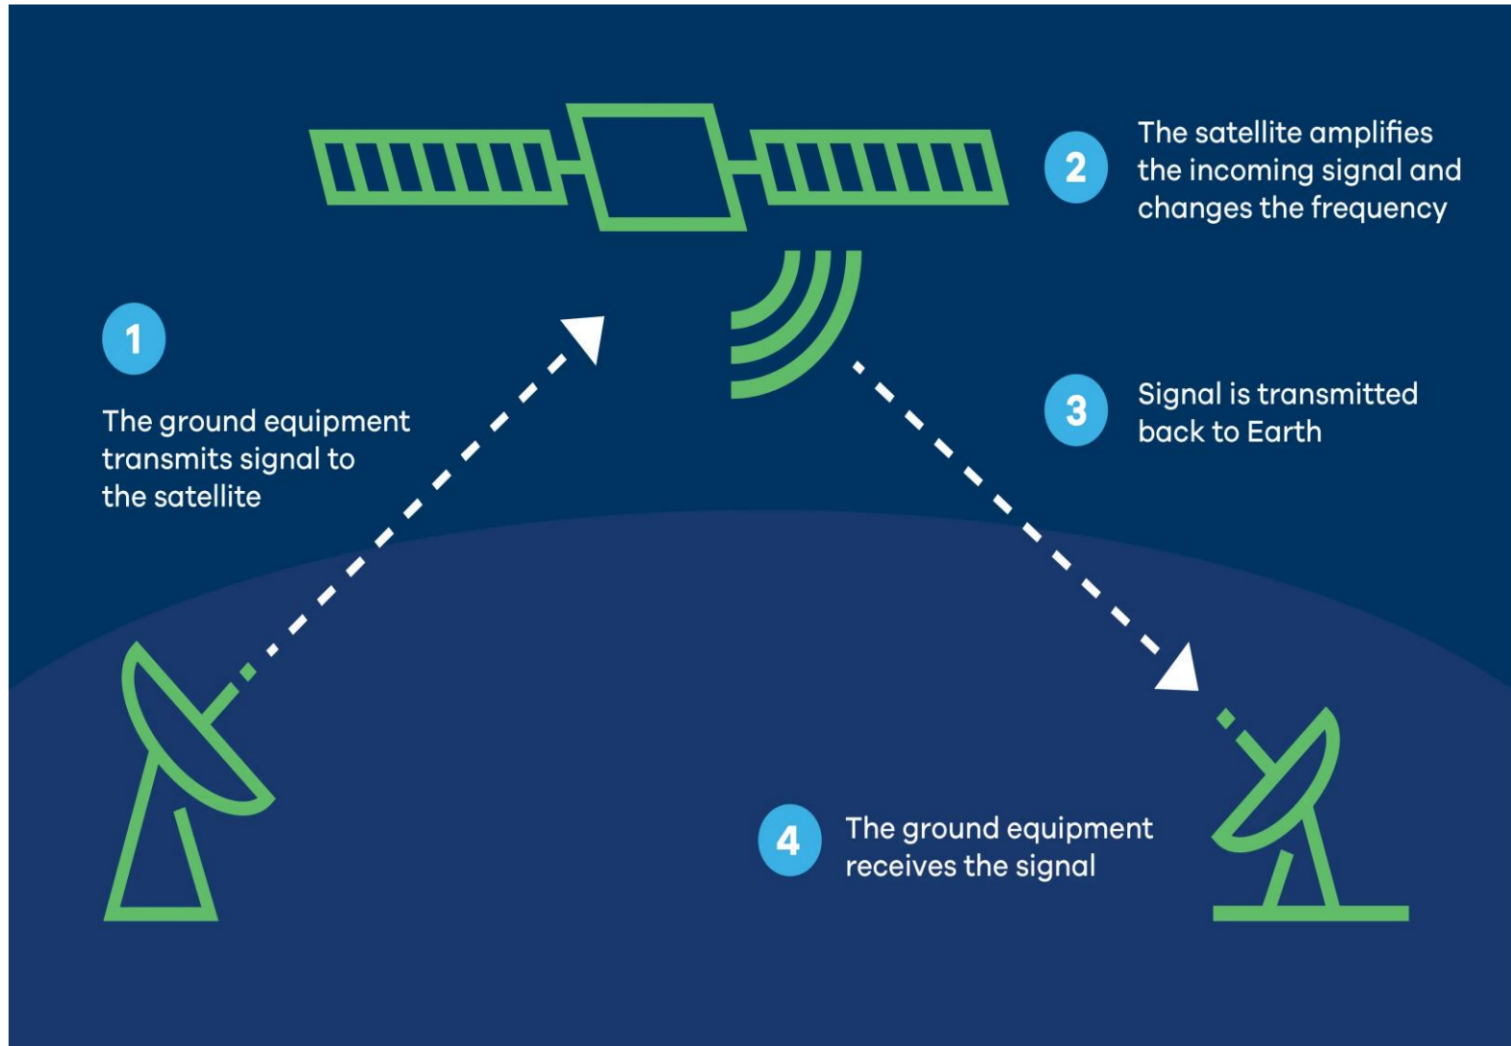 1
The ground equipment
transmits signal to
the satellite
2
The satellite amplifies
the incoming signal and
changes the frequency
3
Signal is transmitted
back to Earth
4
The ground equipment
receives the signal